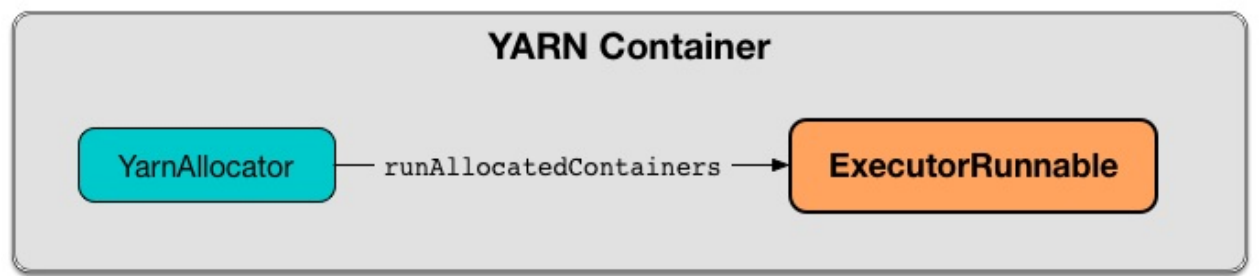 YARN Container
YarnAllocator
runAllocatedContainers
ExecutorRunnable